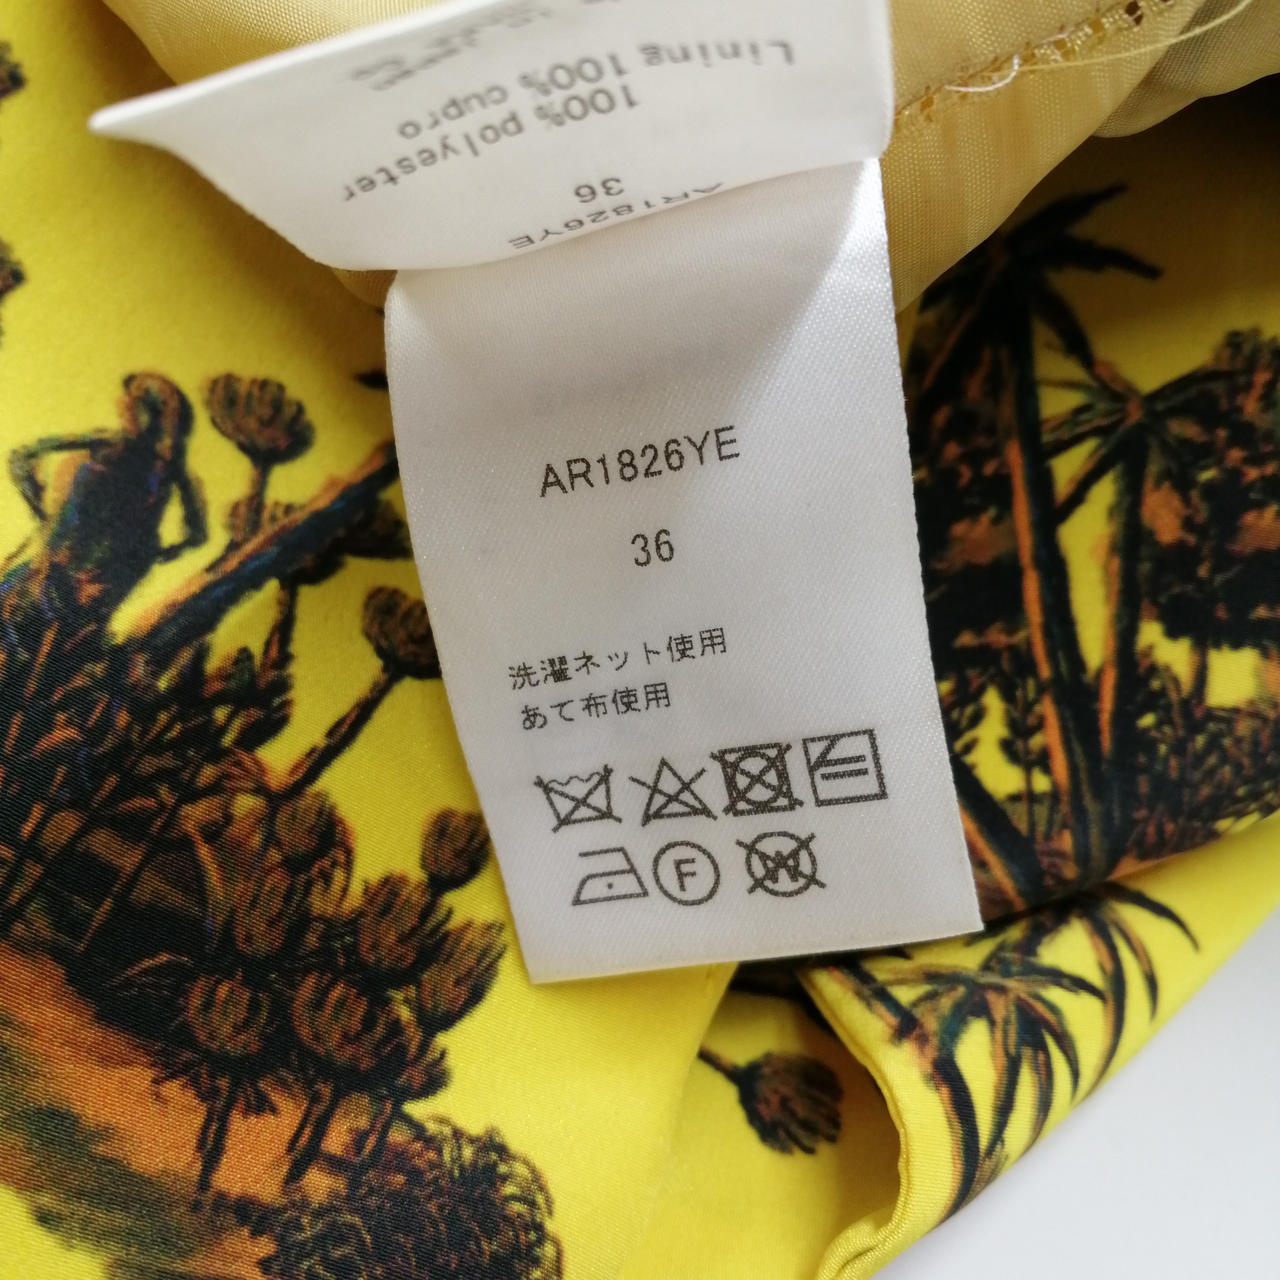 Lining 100% cupro
100% polyester
36
AR1826YE
AR1826YE
36
洗濯ネット使用
あて布使用
F
W